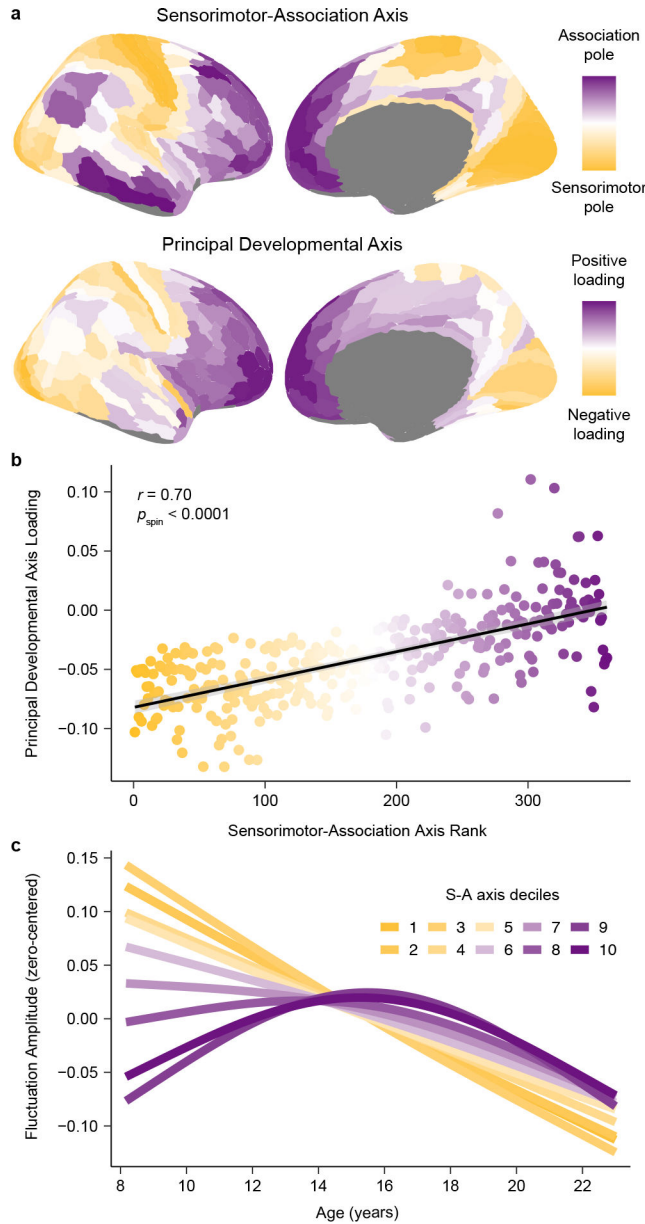 a
Sensorimotor-Association Axis
Association
pole
Sensorimotor
pole
Principal Developmental Axis
Positive
loading
Negative
loading
b
r = 0.70
pspin < 0.0001
Principal Developmental Axis Loading
0.10
0.05
0.00
−0.05
−0.10
0
100
200
300
Sensorimotor-Association Axis Rank
c
Fluctuation Amplitude (zero-centered)
0.15
0.10
0.05
0.00
−0.05
−0.10
S-A axis deciles
1 3 5 7 9
2 4 6 8 10
8 10 12 14 16 18 20 22
Age (years)